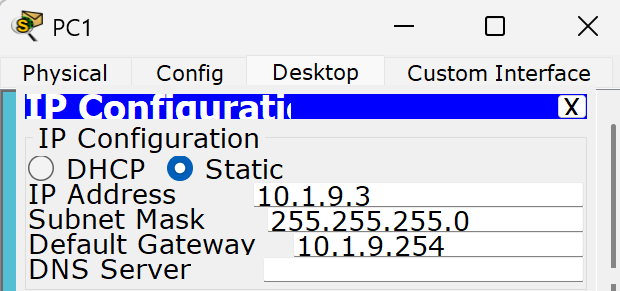 PC1
Physical Config Desktop Custom Interface
IP Configurati X
IP Configuration
DHCP Static
IP Address 10.1.9.3
Subnet Mask 255.255.255.0
Default Gateway 10.1.9.254
DNS Server